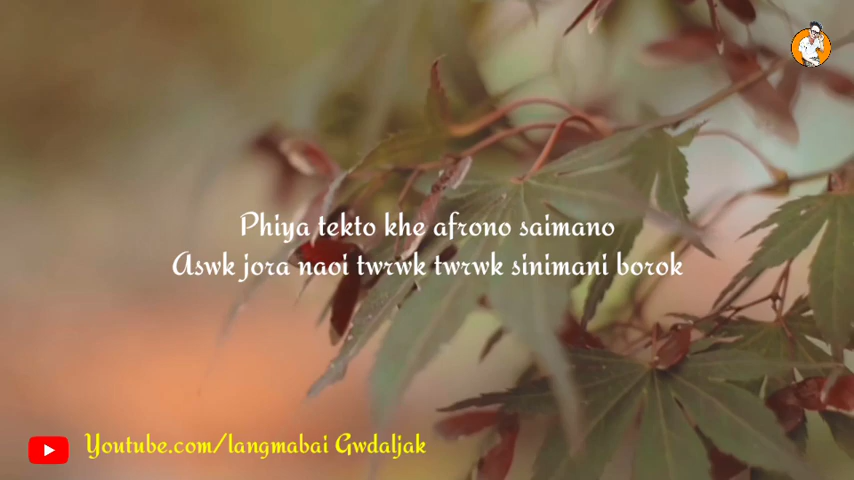 Phiya tekto khe afrono saimano
Aswk jora naoi twrwk twrwk sinimani borok
Youtube.com/langmabai Gwdaljak